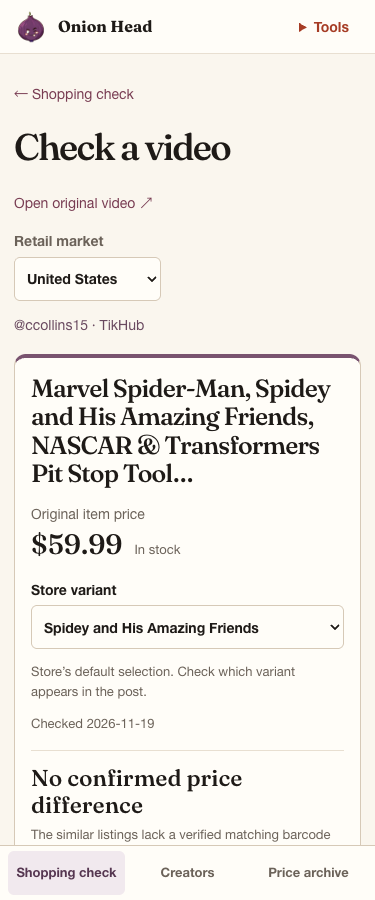 Onion Head
▶ Tools
← Shopping check
Check a video
Open original video ↗
Retail market
United States
@ccollins15 · TikHub
Marvel Spider-Man, Spidey
and His Amazing Friends,
NASCAR & Transformers
Pit Stop Tool...
Original item price
$59.99 In stock
Store variant
Spidey and His Amazing Friends
Store's default selection. Check which variant
appears in the post.
Checked 2026-11-19
No confirmed price
difference
The similar listings lack a verified matching barcode
Shopping check Creators Price archive